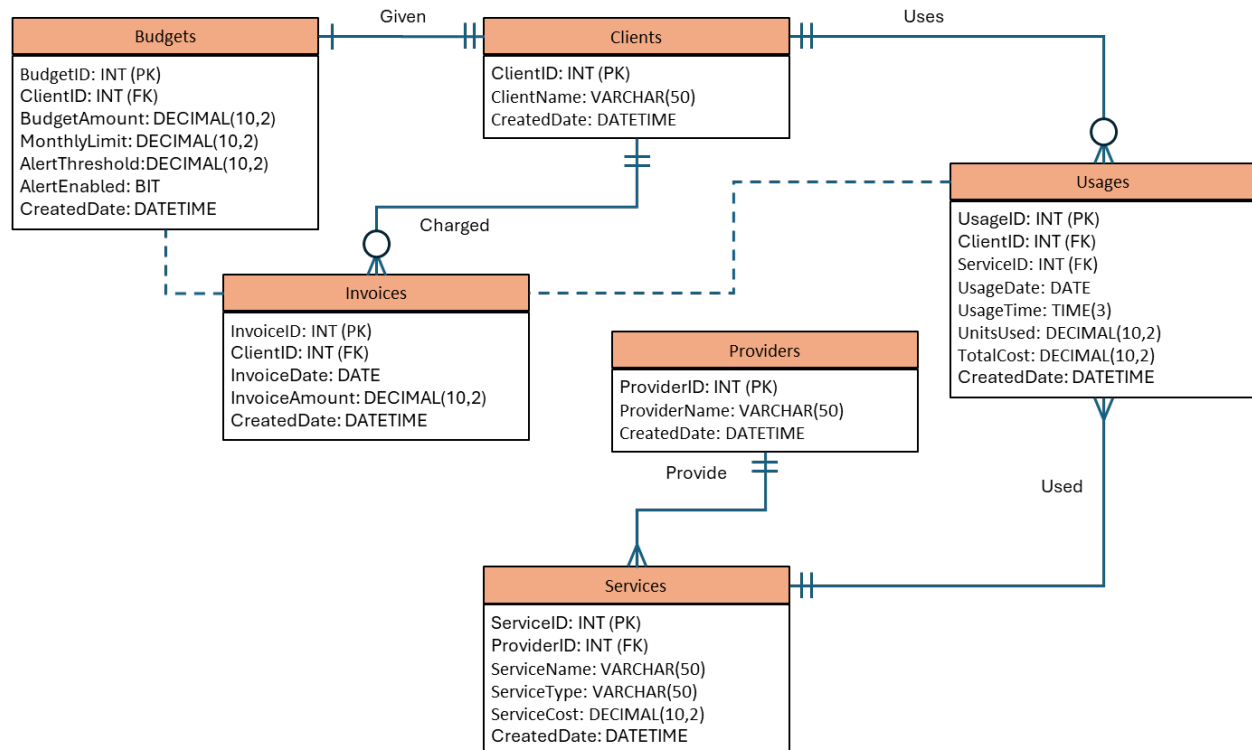 Given
Uses
Budgets
BudgetID: INT (PK)
ClientID: INT (FK)
BudgetAmount: DECIMAL(10,2)
MonthlyLimit: DECIMAL(10,2)
AlertThreshold:DECIMAL(10,2)
AlertEnabled: BIT
CreatedDate: DATETIME
Clients
ClientID: INT (PK)
ClientName: VARCHAR(50)
CreatedDate: DATETIME
Charged
Usages
UsageID: INT (PK)
ClientID: INT (FK)
ServiceID: INT (FK)
UsageDate: DATE
UsageTime: TIME(3)
UnitsUsed: DECIMAL(10,2)
TotalCost: DECIMAL(10,2)
CreatedDate: DATETIME
Invoices
InvoiceID: INT (PK)
ClientID: INT (FK)
InvoiceDate: DATE
InvoiceAmount: DECIMAL(10,2)
CreatedDate: DATETIME
Providers
ProviderID: INT (PK)
ProviderName: VARCHAR(50)
CreatedDate: DATETIME
Provide
Used
Services
ServiceID: INT (PK)
ProviderID: INT (FK)
ServiceName: VARCHAR(50)
ServiceType: VARCHAR(50)
ServiceCost: DECIMAL(10,2)
CreatedDate: DATETIME